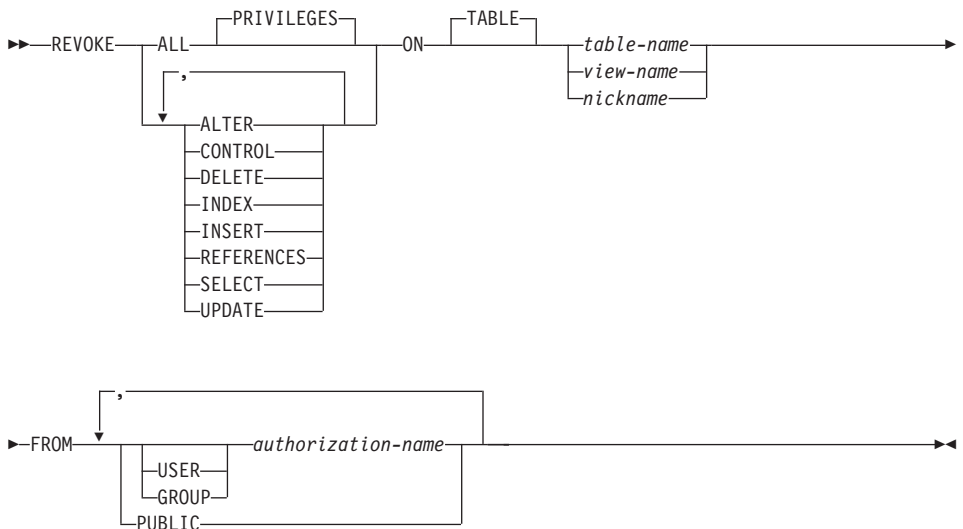 PRIVILEGES TABLE
REVOKE ALL ON table-name
, view-name
nickname
ALTER
CONTROL
DELETE
INDEX
INSERT
REFERENCES
SELECT
UPDATE
,
FROM authorization-name
USER
GROUP
PUBLIC